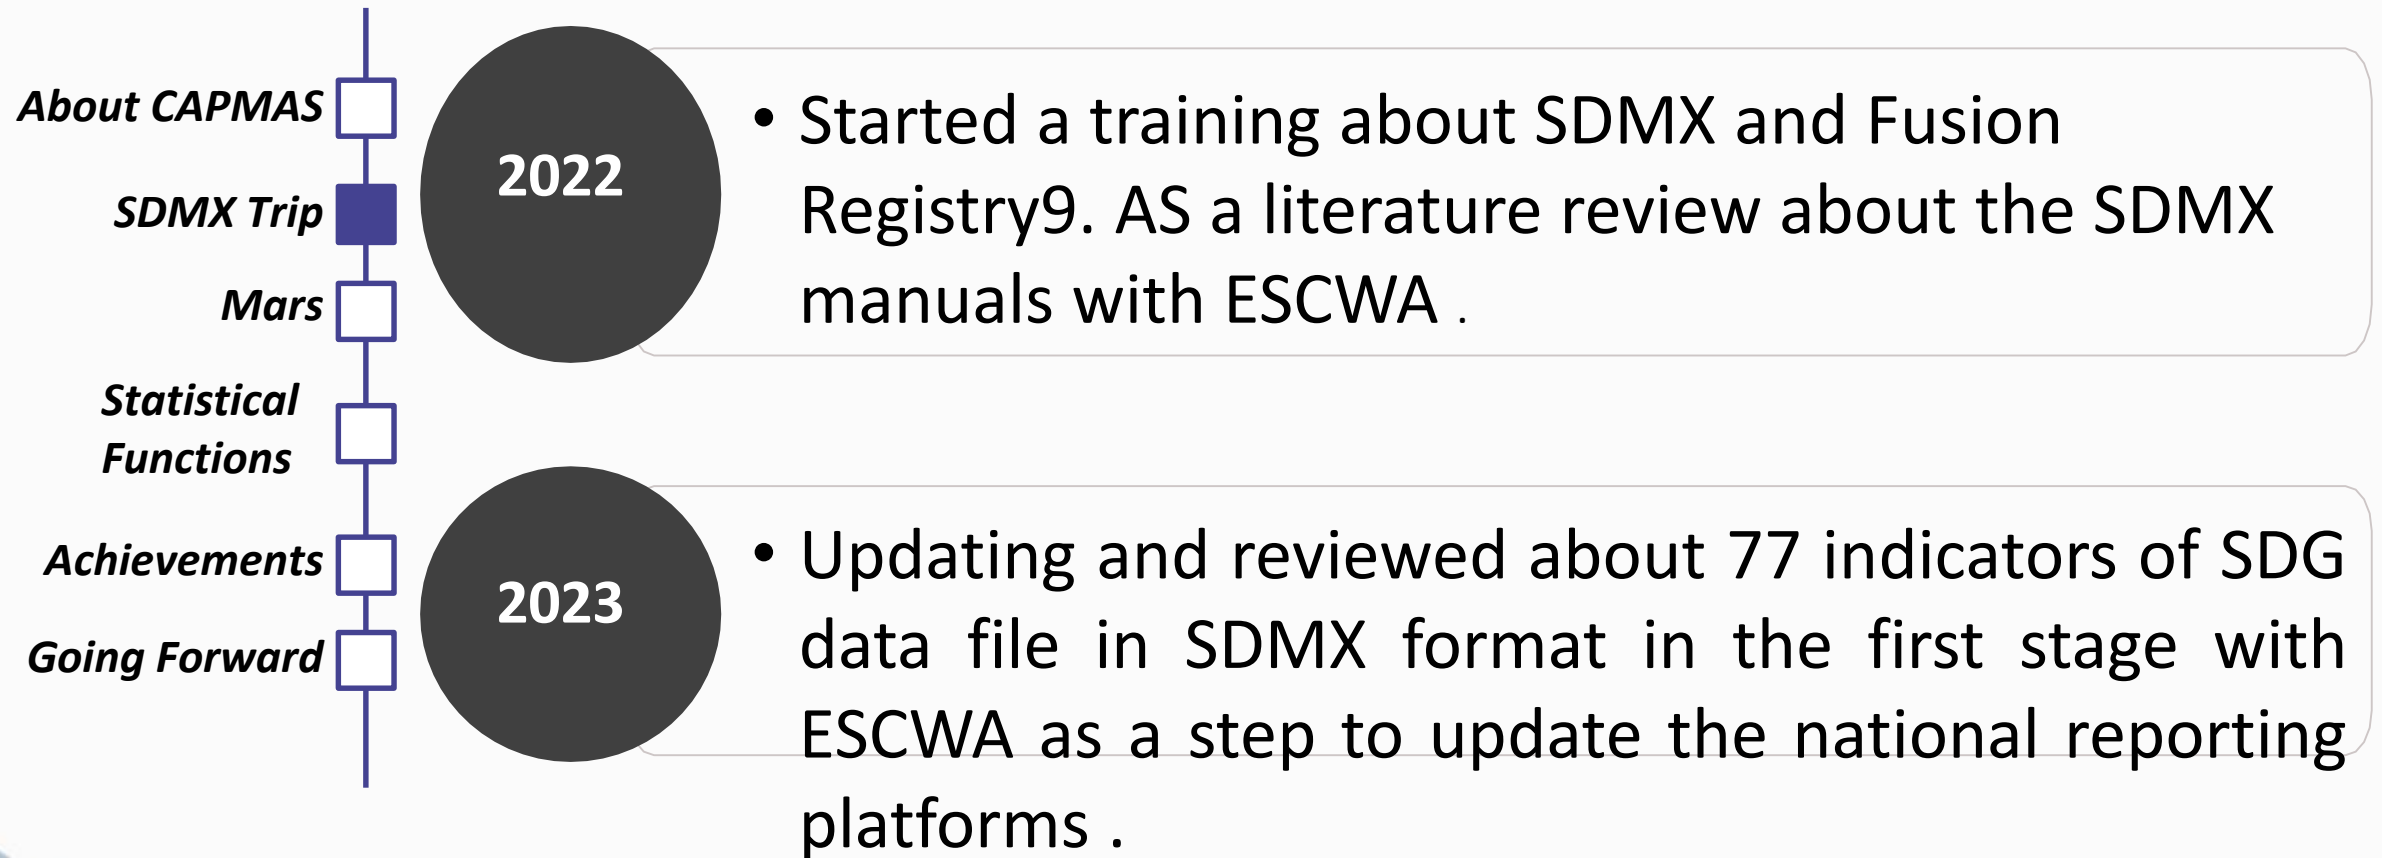 About CAPMAS
SDMX Trip
Mars
Statistical
Functions
Achievements
Going Forward
2022
• Started a training about SDMX and Fusion
Registry9. AS a literature review about the SDMX
manuals with ESCWA .
2023
• Updating and reviewed about 77 indicators of SDG
data file in SDMX format in the first stage with
ESCWA as a step to update the national reporting
platforms .